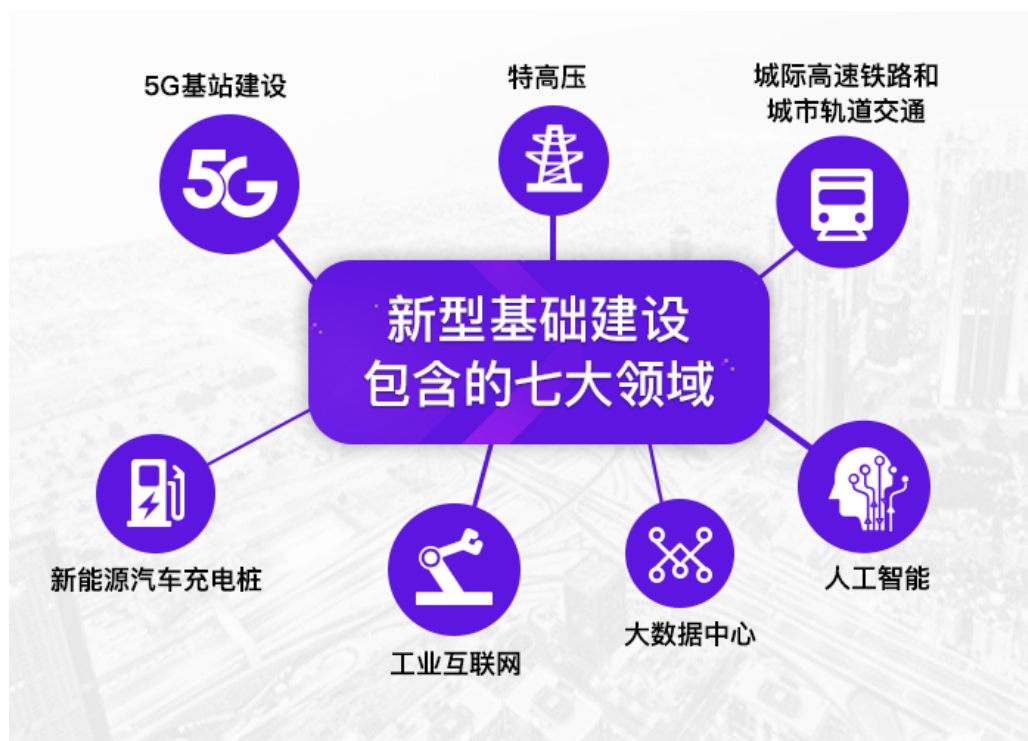 5G基站建设
特高压
城际高速铁路和
城市轨道交通
5G
新型基础建设
包含的七大领域
新能源汽车充电桩
工业互联网
大数据中心
人工智能